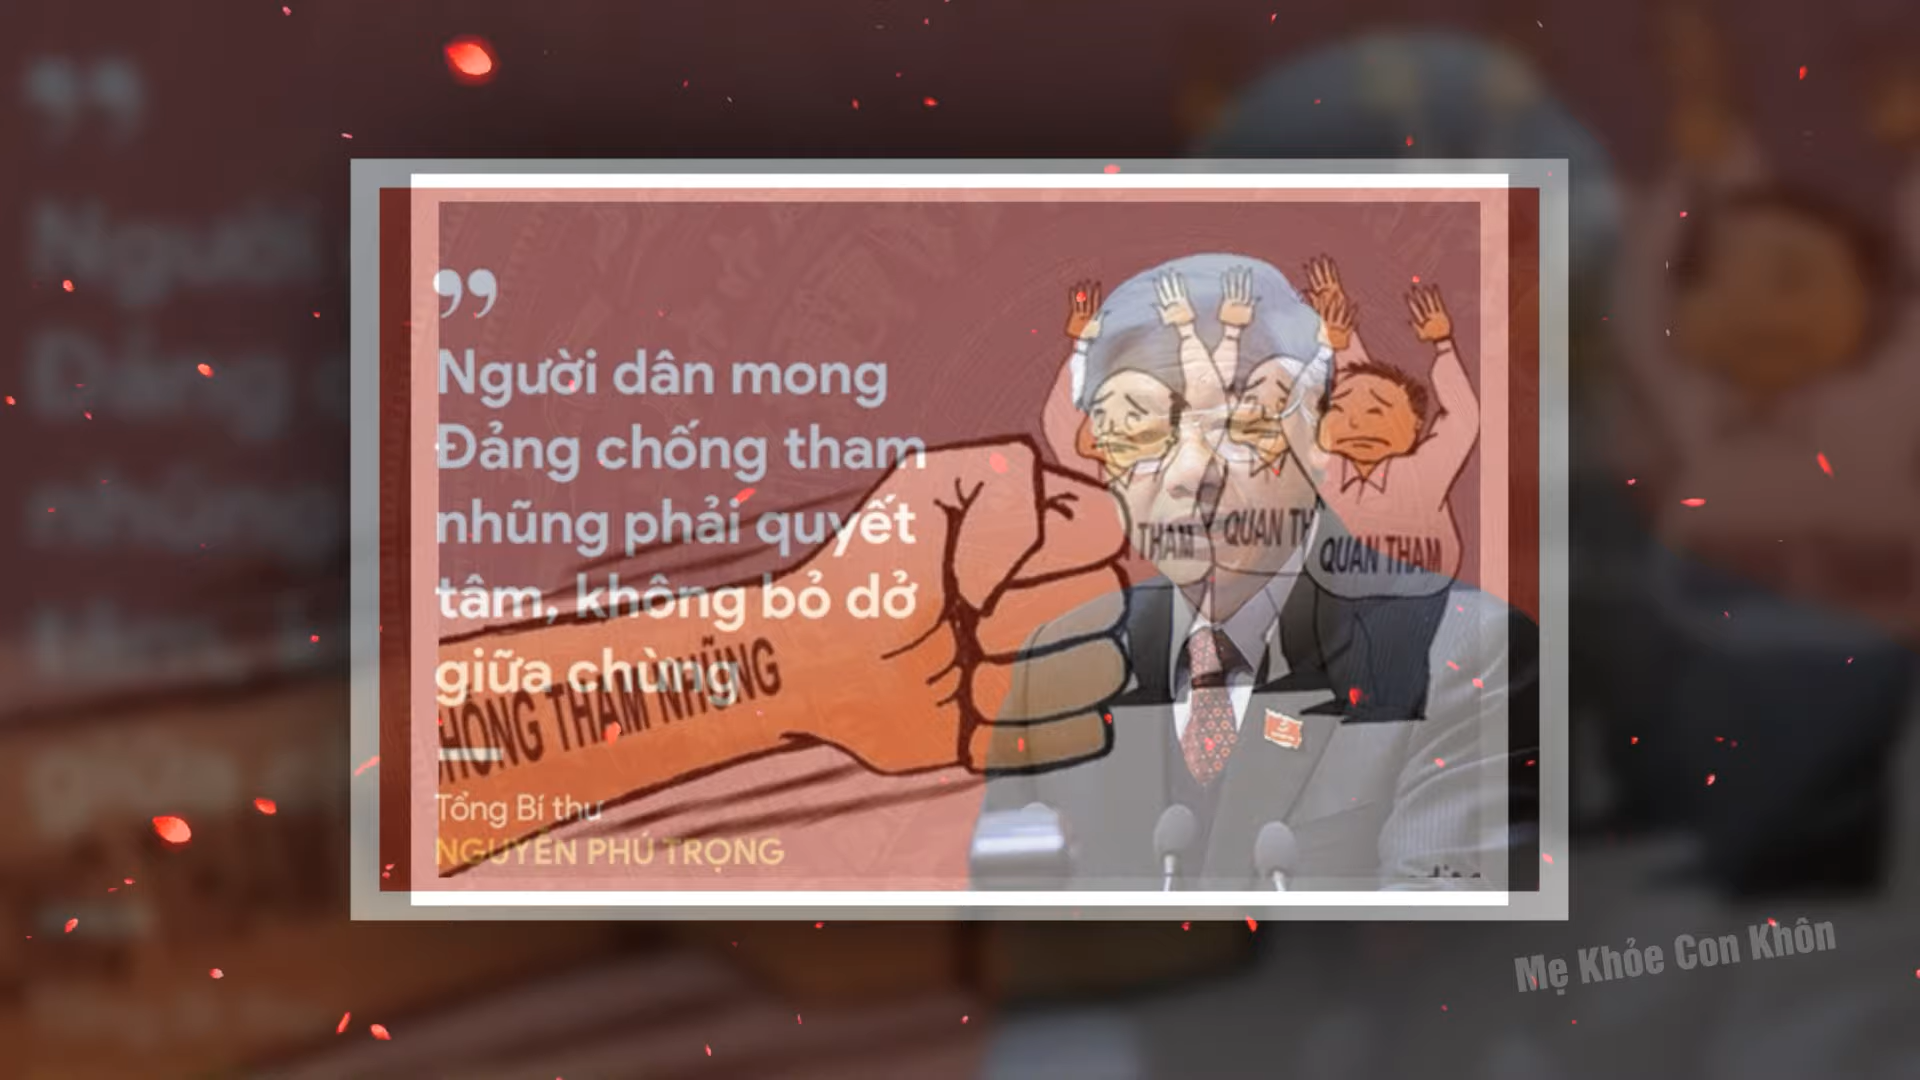 ”
Người dân mong
Đảng chống tham
nhũng phải quyết
tâm, không bỏ dở
giữa chừng
THAM
QUAN TH
QUAN THAM
HỐNG THAM NHŨNG
Tổng Bí thư
NGUYỄN PHÚ TRỌNG
Mẹ Khỏe Con Khôn